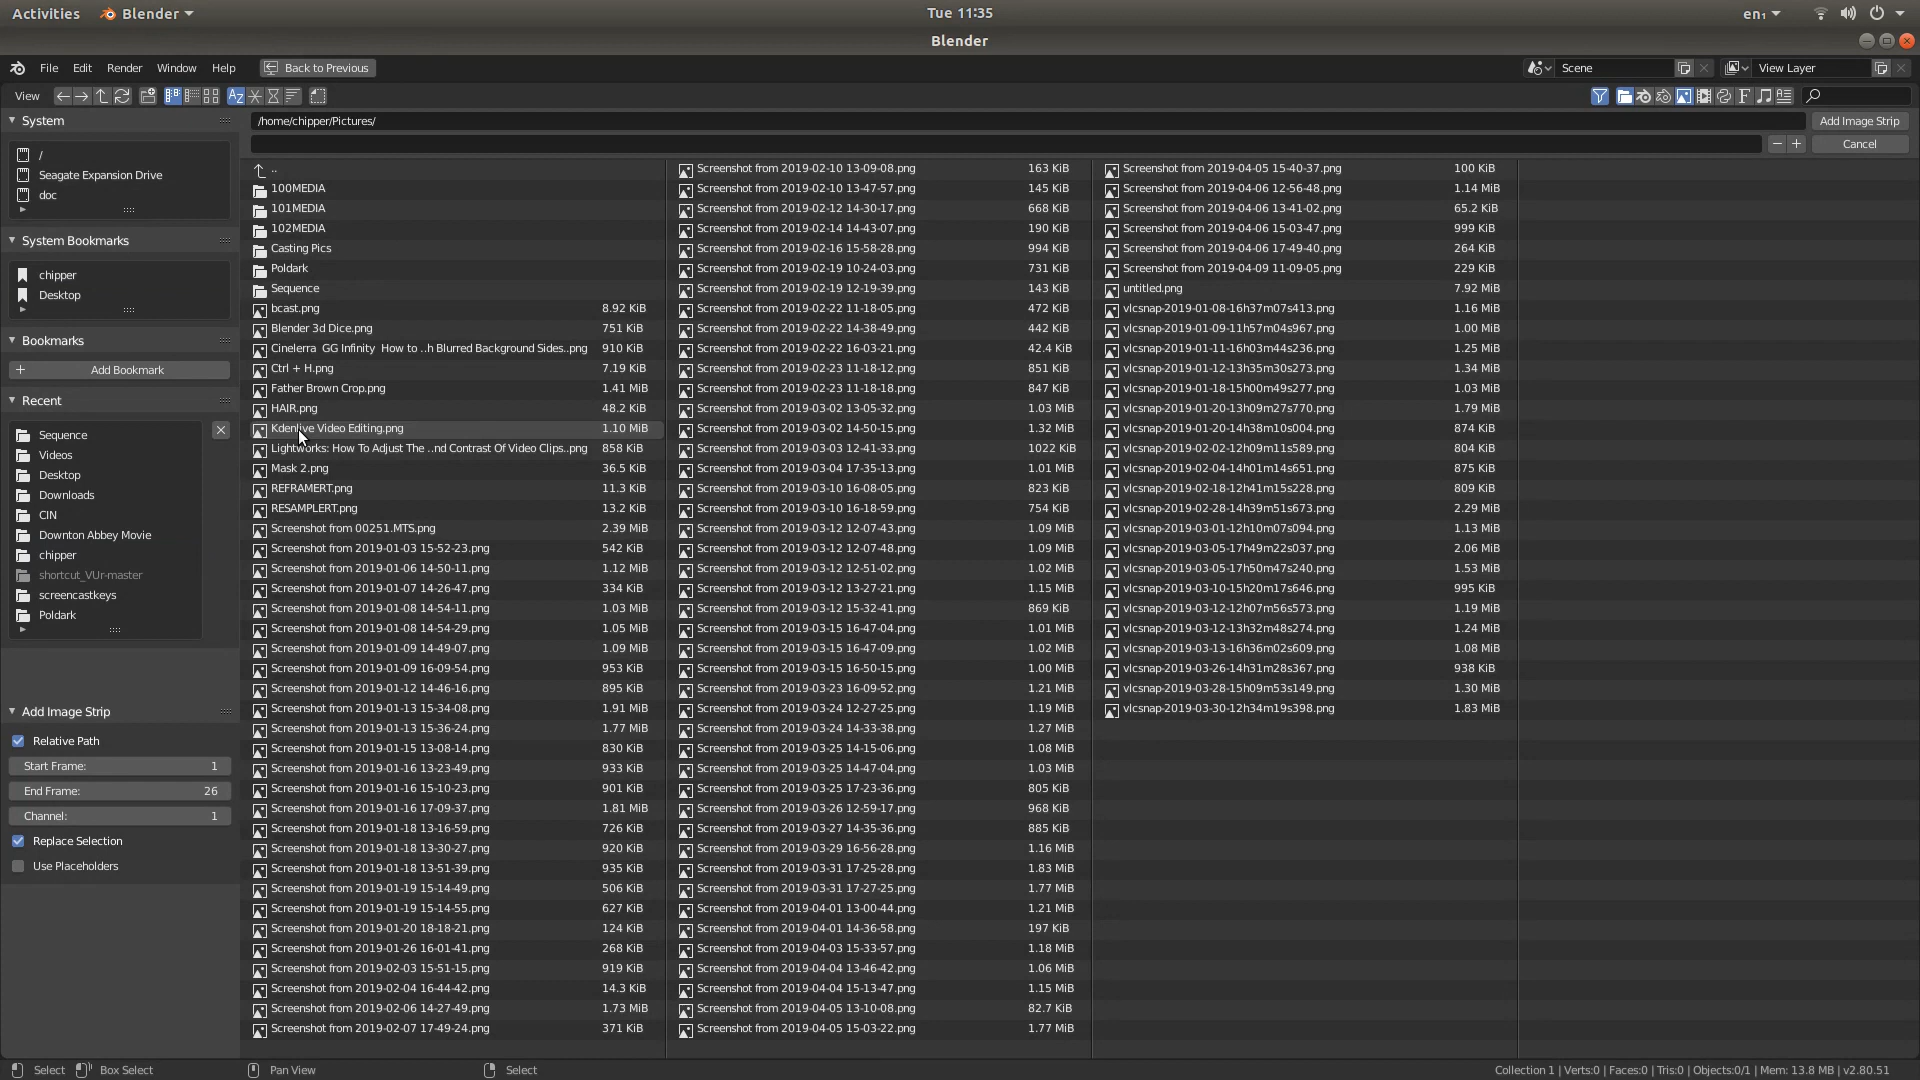 Activities Blender Tue 11:35 en₁
Blender
File Edit Render Window Help Back to Previous Scene View Layer
View
System
/
Seagate Expansion Drive
doc
System Bookmarks
chipper
Desktop
Bookmarks
Add Bookmark
Recent
Sequence
Videos
Desktop
Downloads
CIN
Downton Abbey Movie
chipper
shortcut_VUr-master
screencastkeys
Poldark
Add Image Strip
Relative Path
Start Frame: 1
End Frame: 26
Channel: 1
Replace Selection
Use Placeholders
/home/chipper/Pictures/ Add Image Strip
Cancel
..
100MEDIA
101MEDIA
102MEDIA
Casting Pics
Poldark
Sequence
bcast.png 8.92 KiB
Blender 3d Dice.png 751 KiB
Cinelerra GG Infinity How to ..h Blurred Background Sides..png 910 KiB
Ctrl + H.png 7.19 KiB
Father Brown Crop.png 1.41 MiB
HAIR.png 48.2 KiB
Kdenlive Video Editing.png 1.10 MiB
Lightworks: How To Adjust The ..nd Contrast Of Video Clips..png 858 KiB
Mask 2.png 36.5 KiB
REFRAMERT.png 11.3 KiB
RESAMPLERT.png 13.2 KiB
Screenshot from 00251.MTS.png 2.39 MiB
Screenshot from 2019-01-03 15-52-23.png 542 KiB
Screenshot from 2019-01-06 14-50-11.png 1.12 MiB
Screenshot from 2019-01-07 14-26-47.png 334 KiB
Screenshot from 2019-01-08 14-54-11.png 1.03 MiB
Screenshot from 2019-01-08 14-54-29.png 1.05 MiB
Screenshot from 2019-01-09 14-49-07.png 1.09 MiB
Screenshot from 2019-01-09 16-09-54.png 953 KiB
Screenshot from 2019-01-12 14-46-16.png 895 KiB
Screenshot from 2019-01-13 15-34-08.png 1.91 MiB
Screenshot from 2019-01-13 15-36-24.png 1.77 MiB
Screenshot from 2019-01-15 13-08-14.png 830 KiB
Screenshot from 2019-01-16 13-23-49.png 933 KiB
Screenshot from 2019-01-16 15-10-23.png 901 KiB
Screenshot from 2019-01-16 17-09-37.png 1.81 MiB
Screenshot from 2019-01-18 13-16-59.png 726 KiB
Screenshot from 2019-01-18 13-30-27.png 920 KiB
Screenshot from 2019-01-18 13-51-39.png 935 KiB
Screenshot from 2019-01-19 15-14-49.png 506 KiB
Screenshot from 2019-01-19 15-14-55.png 627 KiB
Screenshot from 2019-01-20 18-18-21.png 124 KiB
Screenshot from 2019-01-26 16-01-41.png 268 KiB
Screenshot from 2019-02-03 15-51-15.png 919 KiB
Screenshot from 2019-02-04 16-44-42.png 14.3 KiB
Screenshot from 2019-02-06 14-27-49.png 1.73 MiB
Screenshot from 2019-02-07 17-49-24.png 371 KiB
Screenshot from 2019-02-10 13-09-08.png 163 KiB
Screenshot from 2019-02-10 13-47-57.png 145 KiB
Screenshot from 2019-02-12 14-30-17.png 668 KiB
Screenshot from 2019-02-14 14-43-07.png 190 KiB
Screenshot from 2019-02-16 15-58-28.png 994 KiB
Screenshot from 2019-02-19 10-24-03.png 731 KiB
Screenshot from 2019-02-19 12-19-39.png 143 KiB
Screenshot from 2019-02-22 11-18-05.png 472 KiB
Screenshot from 2019-02-22 14-38-49.png 442 KiB
Screenshot from 2019-02-22 16-03-21.png 42.4 KiB
Screenshot from 2019-02-23 11-18-12.png 851 KiB
Screenshot from 2019-02-23 11-18-18.png 847 KiB
Screenshot from 2019-03-02 13-05-32.png 1.03 MiB
Screenshot from 2019-03-02 14-50-15.png 1.32 MiB
Screenshot from 2019-03-03 12-41-33.png 1022 KiB
Screenshot from 2019-03-04 17-35-13.png 1.01 MiB
Screenshot from 2019-03-10 16-08-05.png 823 KiB
Screenshot from 2019-03-10 16-18-59.png 754 KiB
Screenshot from 2019-03-12 12-07-43.png 1.09 MiB
Screenshot from 2019-03-12 12-07-48.png 1.09 MiB
Screenshot from 2019-03-12 12-51-02.png 1.02 MiB
Screenshot from 2019-03-12 13-27-21.png 1.15 MiB
Screenshot from 2019-03-12 15-32-41.png 869 KiB
Screenshot from 2019-03-15 16-47-04.png 1.01 MiB
Screenshot from 2019-03-15 16-47-09.png 1.02 MiB
Screenshot from 2019-03-15 16-50-15.png 1.00 MiB
Screenshot from 2019-03-23 16-09-52.png 1.21 MiB
Screenshot from 2019-03-24 12-27-25.png 1.19 MiB
Screenshot from 2019-03-24 14-33-38.png 1.27 MiB
Screenshot from 2019-03-25 14-15-06.png 1.08 MiB
Screenshot from 2019-03-25 14-47-04.png 1.03 MiB
Screenshot from 2019-03-25 17-23-36.png 805 KiB
Screenshot from 2019-03-26 12-59-17.png 968 KiB
Screenshot from 2019-03-27 14-35-36.png 885 KiB
Screenshot from 2019-03-29 16-56-28.png 1.16 MiB
Screenshot from 2019-03-31 17-25-28.png 1.83 MiB
Screenshot from 2019-03-31 17-27-25.png 1.77 MiB
Screenshot from 2019-04-01 13-00-44.png 1.21 MiB
Screenshot from 2019-04-01 14-36-58.png 197 KiB
Screenshot from 2019-04-03 15-33-57.png 1.18 MiB
Screenshot from 2019-04-04 13-46-42.png 1.06 MiB
Screenshot from 2019-04-04 15-13-47.png 1.15 MiB
Screenshot from 2019-04-05 13-10-08.png 82.7 KiB
Screenshot from 2019-04-05 15-03-22.png 1.77 MiB
Screenshot from 2019-04-05 15-40-37.png 100 KiB
Screenshot from 2019-04-06 12-56-48.png 1.14 MiB
Screenshot from 2019-04-06 13-41-02.png 65.2 KiB
Screenshot from 2019-04-06 15-03-47.png 999 KiB
Screenshot from 2019-04-06 17-49-40.png 264 KiB
Screenshot from 2019-04-09 11-09-05.png 229 KiB
untitled.png 7.92 MiB
vlcsnap-2019-01-08-16h37m07s413.png 1.16 MiB
vlcsnap-2019-01-09-11h57m04s967.png 1.00 MiB
vlcsnap-2019-01-11-16h03m44s236.png 1.25 MiB
vlcsnap-2019-01-12-13h35m30s273.png 1.34 MiB
vlcsnap-2019-01-18-15h00m49s277.png 1.03 MiB
vlcsnap-2019-01-20-13h09m27s770.png 1.79 MiB
vlcsnap-2019-01-20-14h38m10s004.png 874 KiB
vlcsnap-2019-02-02-12h09m11s589.png 804 KiB
vlcsnap-2019-02-04-14h01m14s651.png 875 KiB
vlcsnap-2019-02-18-12h41m15s228.png 809 KiB
vlcsnap-2019-02-28-14h39m51s673.png 2.29 MiB
vlcsnap-2019-03-01-12h10m07s094.png 1.13 MiB
vlcsnap-2019-03-05-17h49m22s037.png 2.06 MiB
vlcsnap-2019-03-05-17h50m47s240.png 1.53 MiB
vlcsnap-2019-03-10-15h20m17s646.png 995 KiB
vlcsnap-2019-03-12-12h07m56s573.png 1.19 MiB
vlcsnap-2019-03-12-13h32m48s274.png 1.24 MiB
vlcsnap-2019-03-13-16h36m02s609.png 1.08 MiB
vlcsnap-2019-03-26-14h31m28s367.png 938 KiB
vlcsnap-2019-03-28-15h09m53s149.png 1.30 MiB
vlcsnap-2019-03-30-12h34m19s398.png 1.83 MiB
Select Box Select Pan View Select Collection 1 | Verts:0 | Faces:0 | Tris:0 | Objects:0/1 | Mem: 13.8 MB | v2.80.51